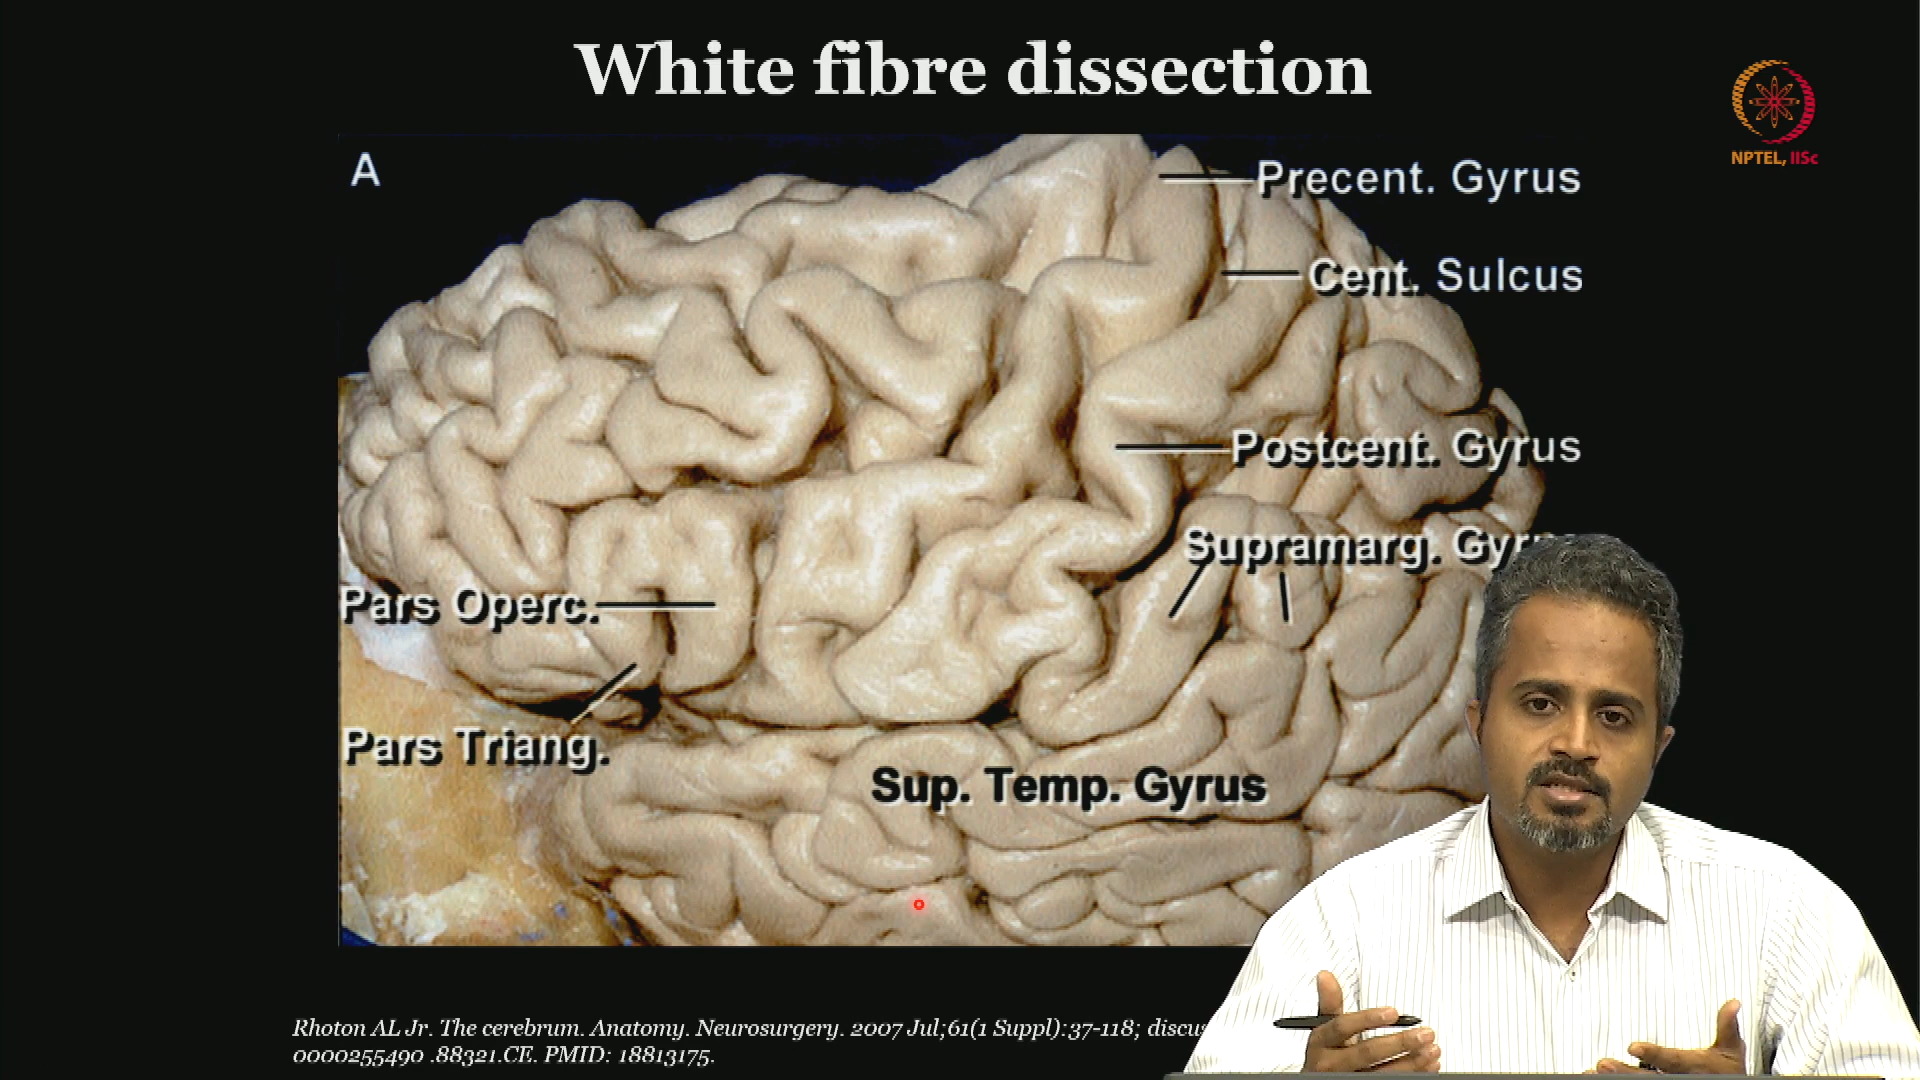 White fibre dissection
NPTEL, IISc
A
Precent. Gyrus
Cent. Sulcus
Postcent. Gyrus
Supramarg.
Pars Operc.
Pars Triang.
Sup. Temp. Gyrus
Rhoton AL Jr. The cerebrum. Anatomy. Neurosurgery. 2007 Jul;61(1 Suppl):37-118;
0000255490 .88321.CE. PMID: 18813175.